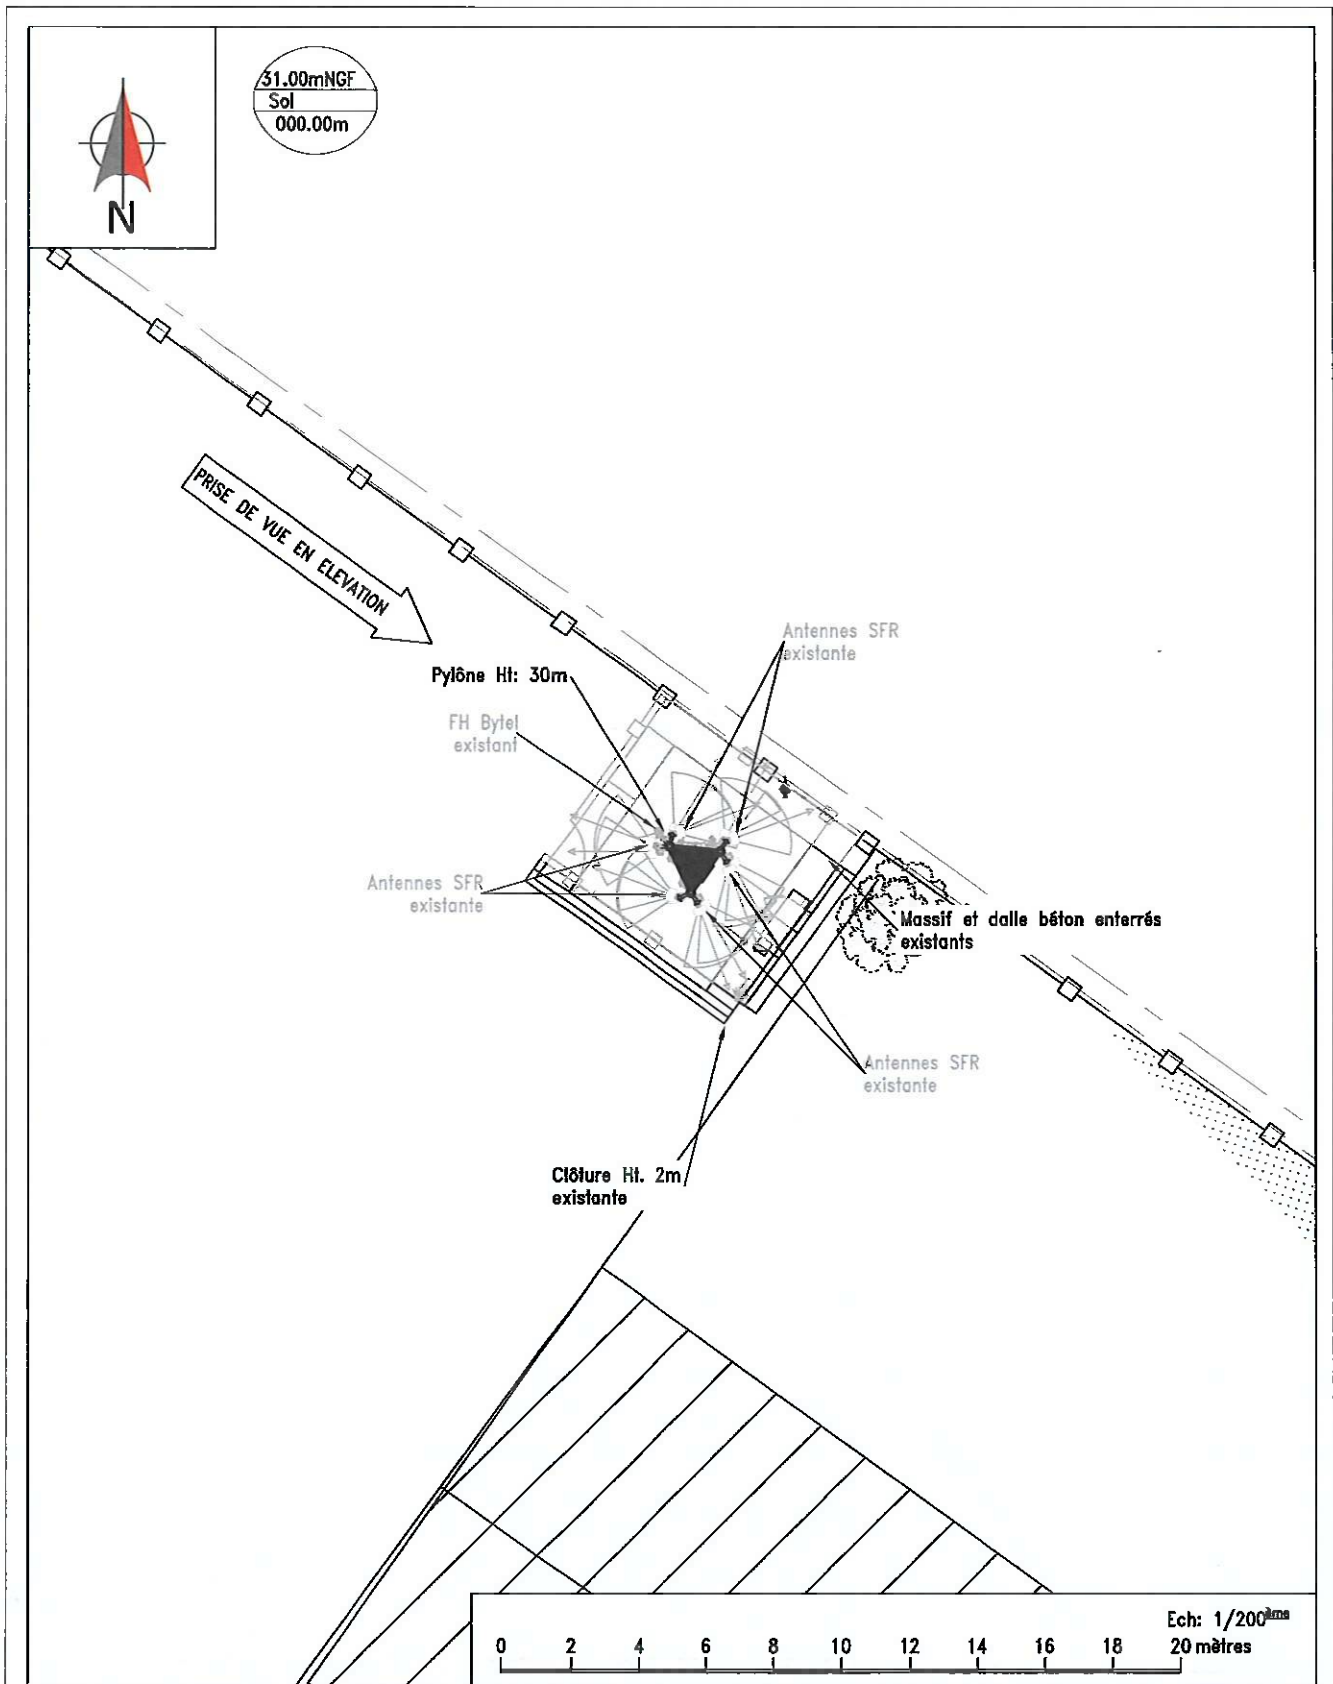 31.00mNGF
Sol
000.00m
N
PRISE DE VUE EN ELEVATION
Antennes SFR
existante
Pylône Ht: 30m
FH Bytel
existant
Antennes SFR
existante
Massif et dalle béton enterrés
existants
Antennes SFR
existante
Clôture Ht. 2m
existante
Ech: 1/200ème
0 2 4 6 8 10 12 14 16 18 20 mètres